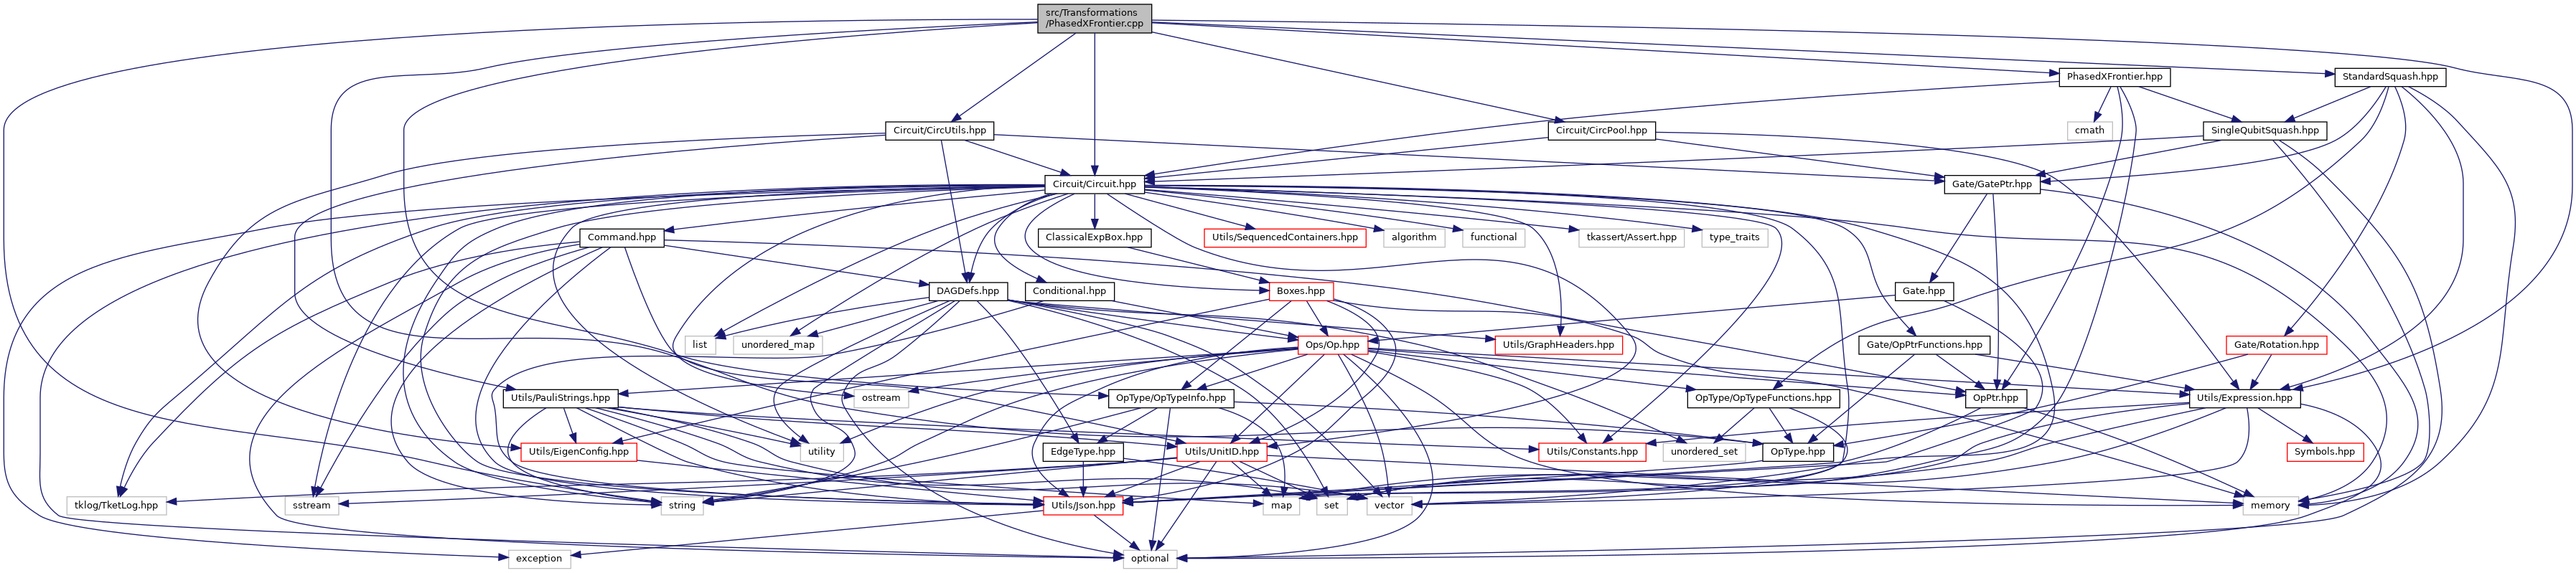 src/Transformations
/PhasedXFrontier.cpp
PhasedXFrontier.hpp
StandardSquash.hpp
Circuit/CircUtils.hpp
Circuit/CircPool.hpp
cmath
SingleQubitSquash.hpp
Circuit/Circuit.hpp
Gate/GatePtr.hpp
Command.hpp
ClassicalExpBox.hpp
Utils/SequencedContainers.hpp
algorithm
functional
tkassert/Assert.hpp
type_traits
DAGDefs.hpp
Conditional.hpp
Boxes.hpp
Gate.hpp
list
unordered_map
Ops/Op.hpp
Utils/GraphHeaders.hpp
Gate/OpPtrFunctions.hpp
Gate/Rotation.hpp
Utils/PauliStrings.hpp
ostream
OpType/OpTypeInfo.hpp
OpType/OpTypeFunctions.hpp
OpPtr.hpp
Utils/Expression.hpp
Utils/EigenConfig.hpp
utility
EdgeType.hpp
Utils/UnitID.hpp
Utils/Constants.hpp
unordered_set
OpType.hpp
Symbols.hpp
tklog/TketLog.hpp
sstream
string
Utils/Json.hpp
map
set
vector
memory
exception
optional